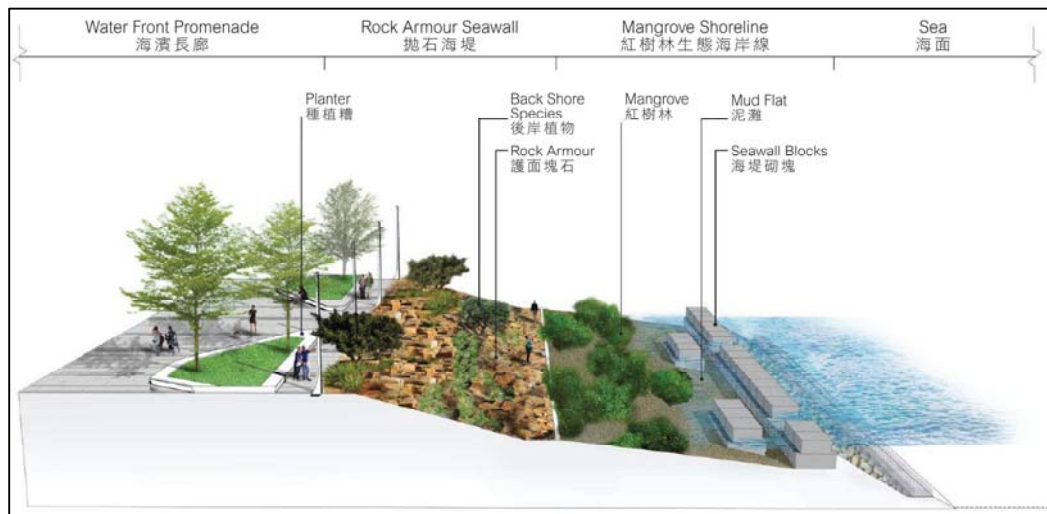 Water Front Promenade
海濱長廊
Rock Armour Seawall
拋石海堤
Mangrove Shoreline
紅樹林生態海岸線
Sea
海面
Planter
種植糟
Back Shore
Species
後岸植物
Rock Armour
護面塊石
Mangrove
紅樹林
Mud Flat
泥灘
Seawall Blocks
海堤砌塊